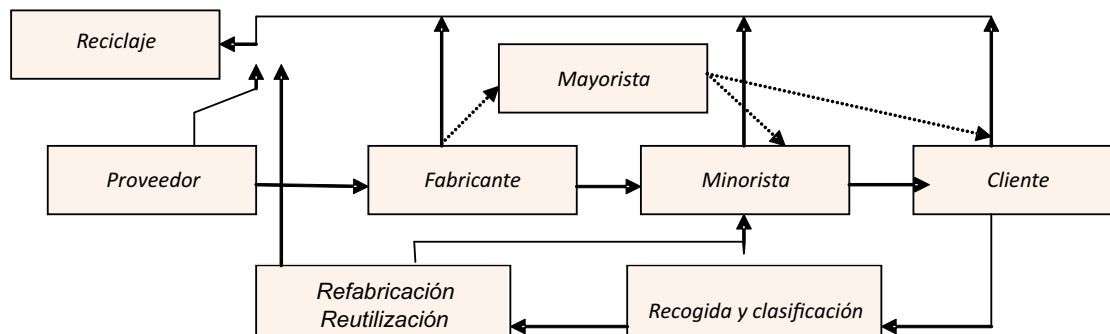 Reciclaje
Mayorista
Proveedor
Fabricante
Minorista
Cliente
Refabricación
Reutilización
Recogida y clasificación